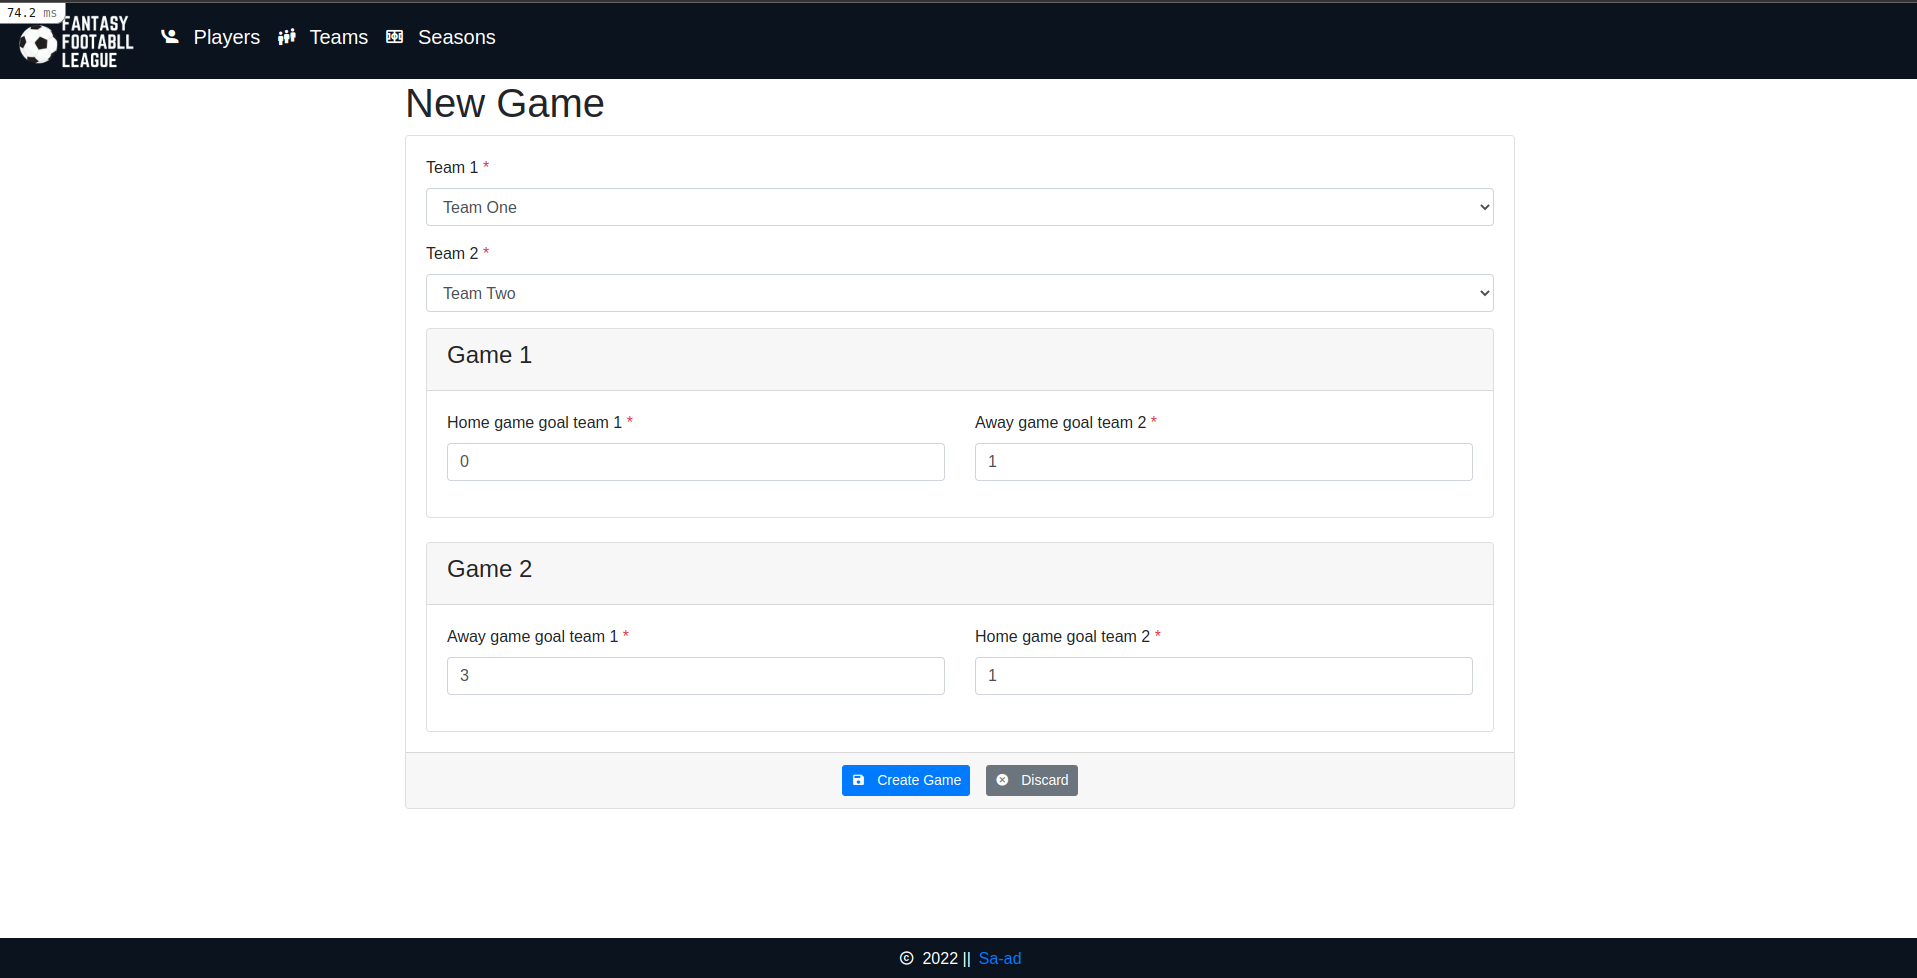 74.2 ms
FANTASY
FOOTABLL
LEAGUE
Players Teams Seasons
New Game
Team 1 *
Team One
Team 2 *
Team Two
Game 1
Home game goal team 1 * Away game goal team 2 *
0 1
Game 2
Away game goal team 1 * Home game goal team 2 *
3 1
Create Game Discard
© 2022 || Sa-ad